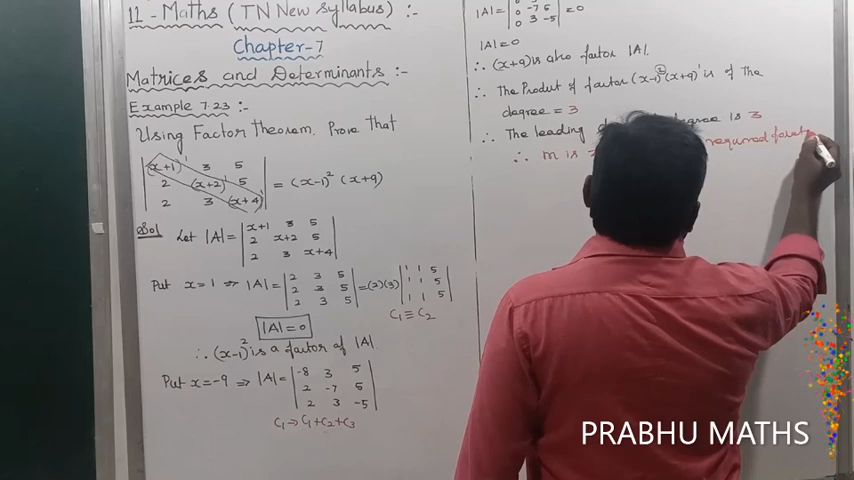 11 - Maths (TN New syllabus) :-
Chapter-7
Matrices and Determinants :-
Example 7.23 :-
Using Factor theorem, Prove that
| x+1 3 5 |
| 2 (x+2) 5 | = (x-1)² (x+9)
| 2 3 (x+4) |
Sol Let |A| = | x+1 3 5 |
| 2 x+2 5 |
| 2 3 x+4 |
Put x=1 ⇒ |A| = | 2 3 5 | = (2)(3) | 1 1 5 |
| 2 3 5 | | 1 1 5 |
| 2 3 5 | | 1 1 5 |
C₁ ≡ C₂
|A| = 0
∴ (x-1)² is a factor of |A|
Put x=-9 ⇒ |A| = | -8 3 5 |
| 2 -7 5 |
| 2 3 -5 |
C₁ → C₁+C₂+C₃
|A| = | 0 -7 5 | = 0
| 0 3 -5 |
|A| = 0
∴ (x+9) is also factor |A|.
∴ The Product of factor (x-1)² (x+9)' is of the
degree = 3
∴ The leading degree is 3
∴ m is required factor
PRABHU MATHS